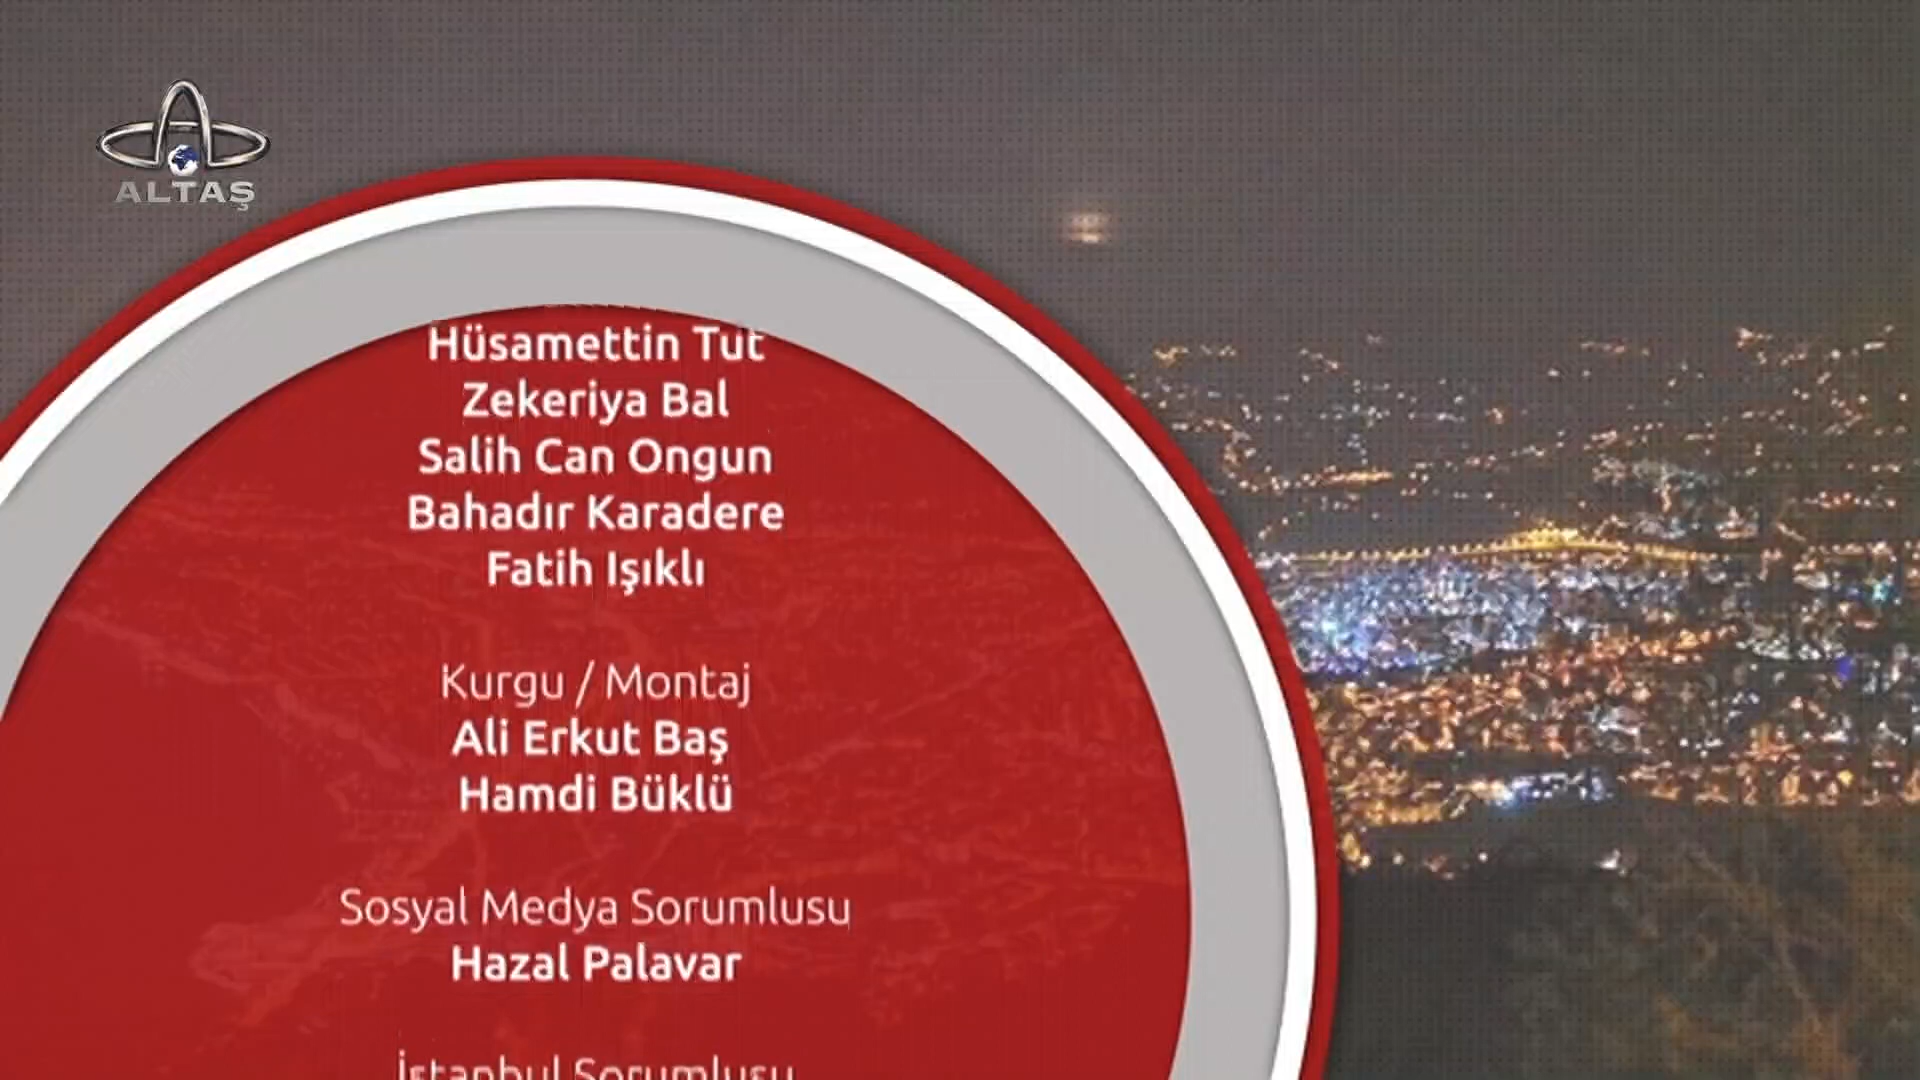 ALTAŞ
Hüsamettin Tut
Zekeriya Bal
Salih Can Ongun
Bahadır Karadere
Fatih Işıklı
Kurgu / Montaj
Ali Erkut Baş
Hamdi Büklü
Sosyal Medya Sorumlusu
Hazal Palavar
İstanbul Sorumlusu